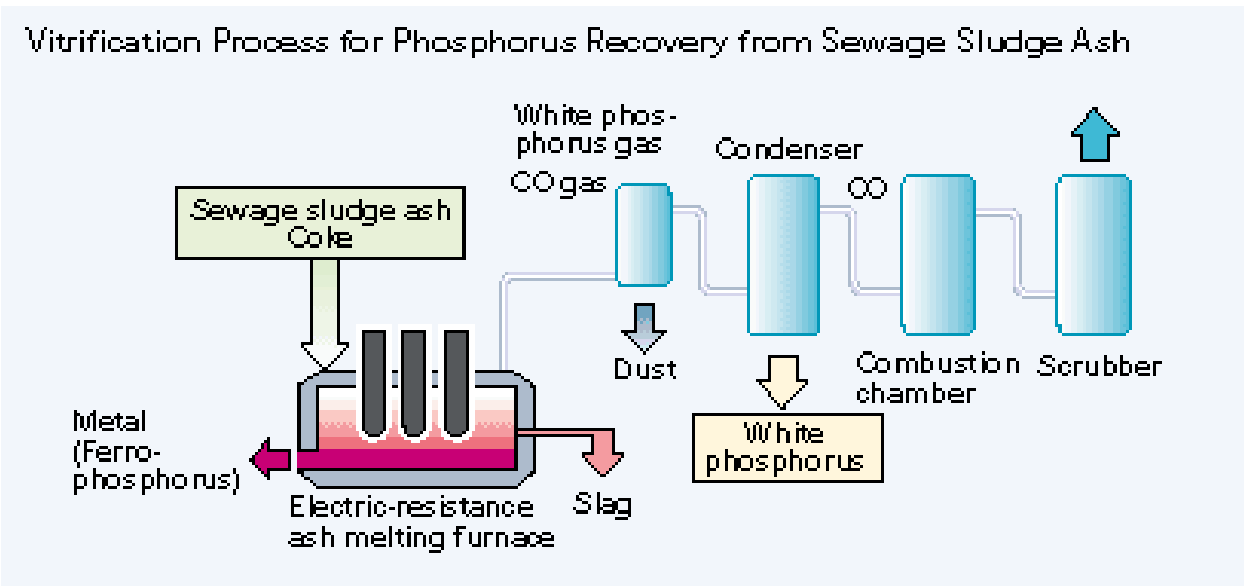 Vitrification Process for Phosphorus Recovery from Sewage Sludge Ash
White phos-
phorus gas
CO gas
Condenser
CO
Sewage sludge ash
Coke
Dust
Combustion
chamber
Scrubber
Metal
(Ferro-
phosphorus)
White
phosphorus
Electric-resistance
ash melting furnace
Slag